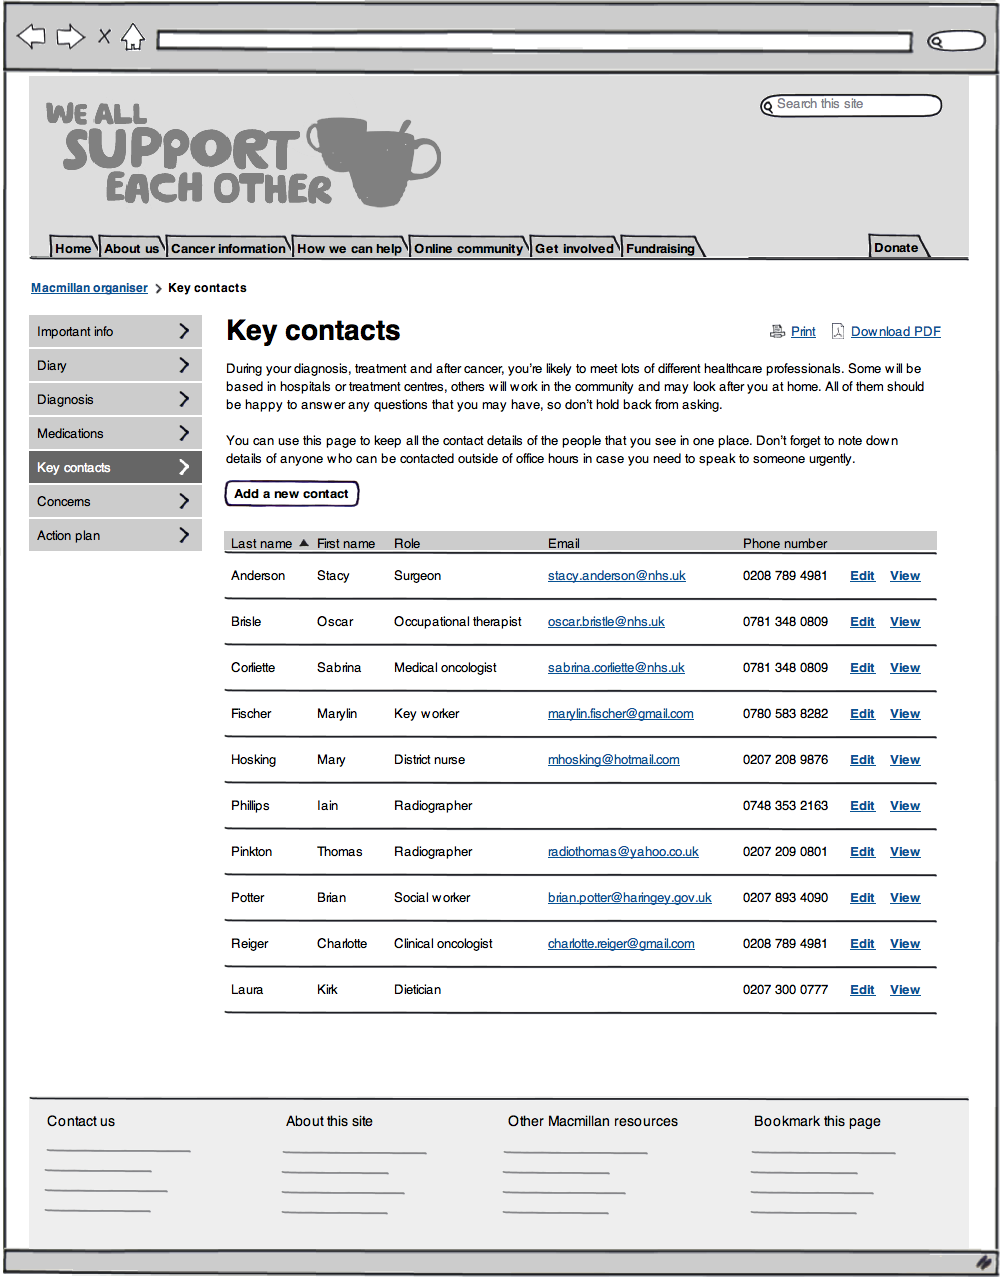 WE ALL
SUPPORT
EACH OTHER
Search this site
Home About us Cancer information How we can help Online community Get involved Fundraising Donate
Macmillan organiser > Key contacts
Important info
Diary
Diagnosis
Medications
Key contacts
Concerns
Action plan
Key contacts
Print Download PDF
During your diagnosis, treatment and after cancer, you're likely to meet lots of different healthcare professionals. Some will be
based in hospitals or treatment centres, others will work in the community and may look after you at home. All of them should
be happy to answer any questions that you may have, so don't hold back from asking.
You can use this page to keep all the contact details of the people that you see in one place. Don't forget to note down
details of anyone who can be contacted outside of office hours in case you need to speak to someone urgently.
Add a new contact
Last name First name Role Email Phone number
Anderson Stacy Surgeon stacy.anderson@nhs.uk 0208 789 4981 Edit View
Brisle Oscar Occupational therapist oscar.bristle@nhs.uk 0781 348 0809 Edit View
Corliette Sabrina Medical oncologist sabrina.corliette@nhs.uk 0781 348 0809 Edit View
Fischer Marylin Key worker marylin.fischer@gmail.com 0780 583 8282 Edit View
Hosking Mary District nurse mhosking@hotmail.com 0207 208 9876 Edit View
Phillips Iain Radiographer 0748 353 2163 Edit View
Pinkton Thomas Radiographer radiothomas@yahoo.co.uk 0207 209 0801 Edit View
Potter Brian Social worker brian.potter@haringey.gov.uk 0207 893 4090 Edit View
Reiger Charlotte Clinical oncologist charlotte.reiger@gmail.com 0208 789 4981 Edit View
Laura Kirk Dietician 0207 300 0777 Edit View
Contact us About this site Other Macmillan resources Bookmark this page